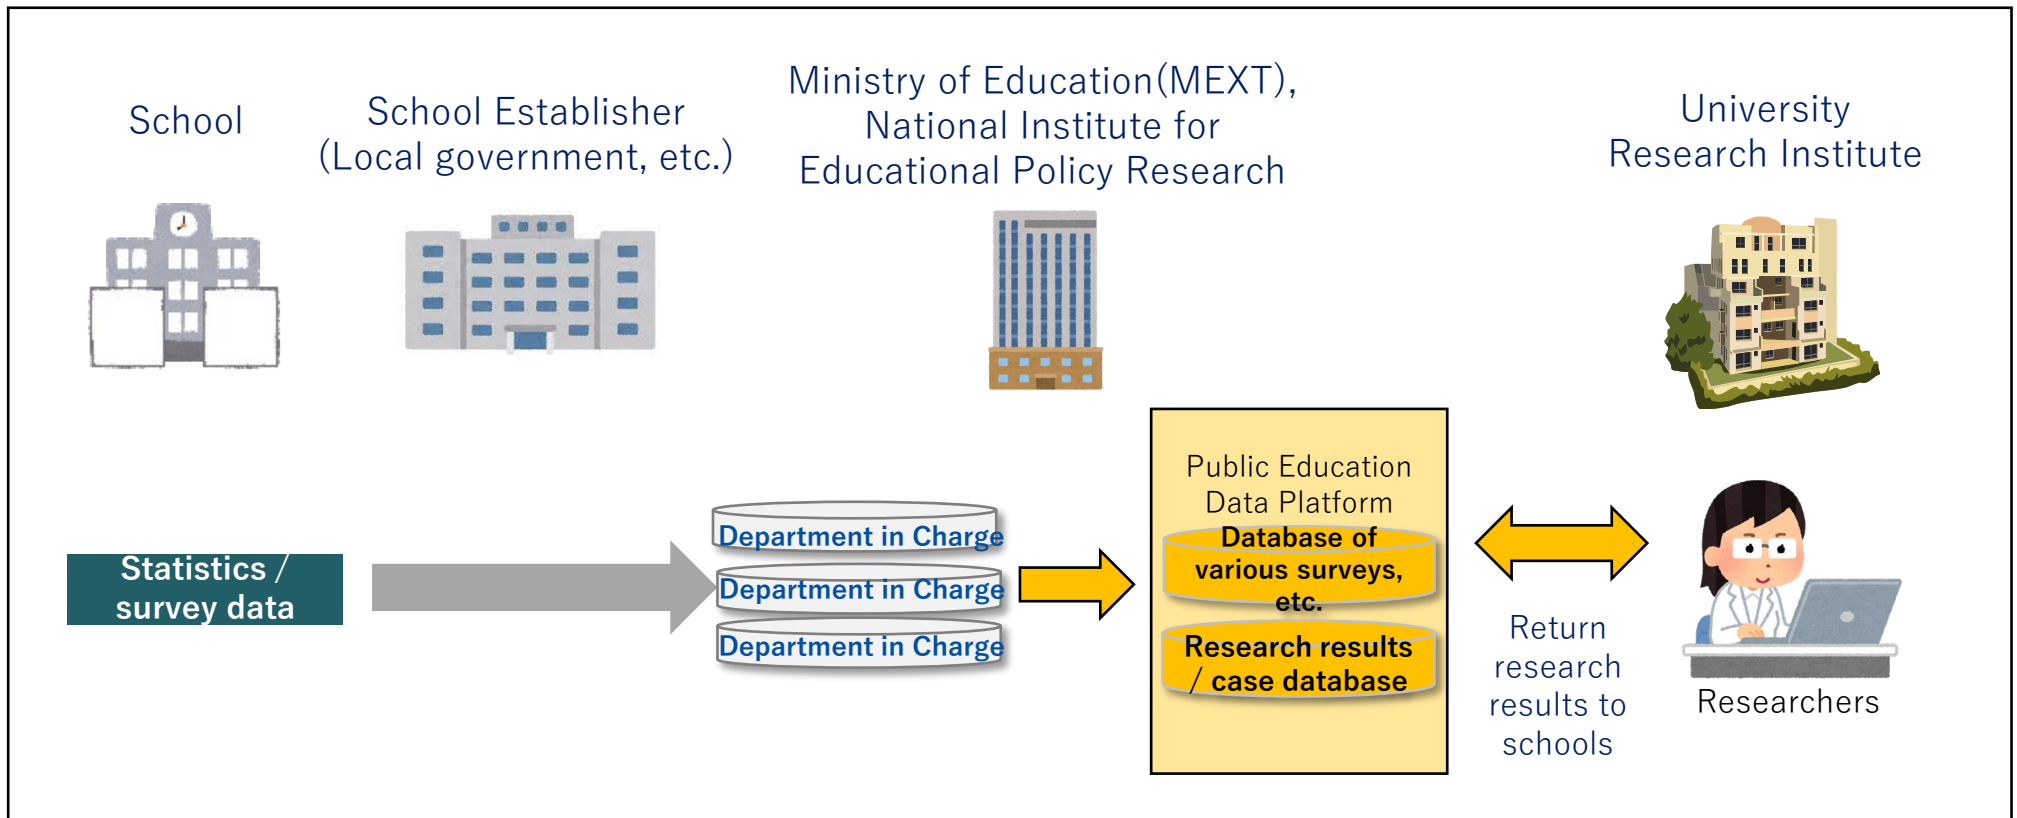 School
School Establisher
(Local government, etc.)
Ministry of Education(MEXT),
National Institute for
Educational Policy Research
University
Research Institute
Statistics /
survey data
Department in Charge
Department in Charge
Department in Charge
Public Education
Data Platform
Database of
various surveys,
etc.
Research results
/ case database
Return
research
results to
schools
Researchers